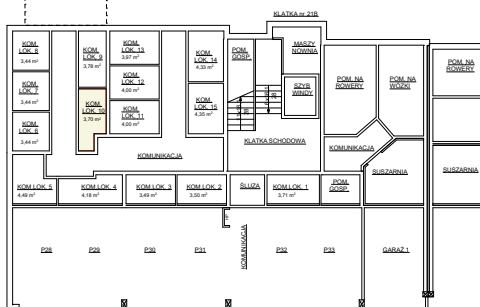 KLATKA nr 21B
KOM.
LOK. 8
3,44 m²
KOM.
LOK. 9
3,78 m²
KOM.
LOK. 13
3,97 m²
KOM.
LOK. 14
4,33 m²
POM.
GOSP.
MASZY
NOWNIA
KOM.
LOK. 7
3,44 m²
KOM.
LOK. 12
4,00 m²
SZYB
WINDY
POM. NA
ROWERY
POM. NA
WÓZKI
POM. NA
ROWERY
KOM.
LOK. 10
3,70 m²
KOM.
LOK. 11
4,00 m²
KOM.
LOK. 15
4,35 m²
KOM.
LOK. 6
3,44 m²
KLATKA SCHODOWA
KOMUNIKACJA
KOMUNIKACJA
SUSZARNIA
SUSZARNIA
KOM.LOK. 5
4,49 m²
KOM.LOK. 4
4,18 m²
KOM.LOK. 3
3,49 m²
KOM.LOK. 2
3,50 m²
ŚLUZA
KOM.LOK. 1
3,71 m²
POM.
GOSP.
HP
KOMUNIKACJA
P28
P29
P30
P31
P32
P33
GARAŻ 1